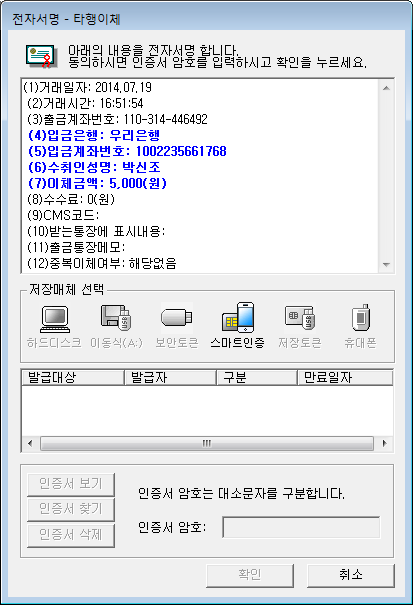 전자서명 - 타행이체
아래의 내용을 전자서명 합니다.
동의하시면 인증서 암호를 입력하시고 확인을 누르세요.
(1)거래일자: 2014.07.19
(2)거래시간: 16:51:54
(3)출금계좌번호: 110-314-446492
(4)입금은행: 우리은행
(5)입금계좌번호: 1002235661768
(6)수취인성명: 박신조
(7)이체금액: 5,000(원)
(8)수수료: 0(원)
(9)CMS코드:
(10)받는통장에 표시내용:
(11)출금통장메모:
(12)중복이체여부: 해당없음
저장매체 선택
하드디스크 이동식(A:) 보안토큰 스마트인증 저장토큰 휴대폰
발급대상 발급자 구분 만료일자
인증서 보기
인증서 암호는 대소문자를 구분합니다.
인증서 찾기
인증서 삭제
인증서 암호:
확인 취소